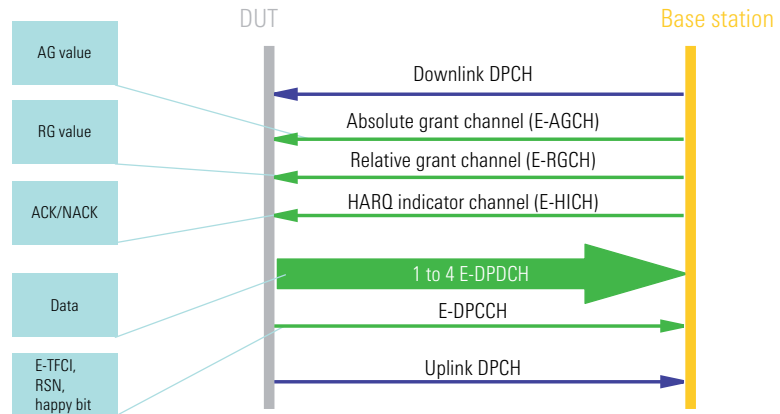 DUT
Base station
AG value
RG value
ACK/NACK
Data
E-TFCI,
RSN,
happy bit
Downlink DPCH
Absolute grant channel (E-AGCH)
Relative grant channel (E-RGCH)
HARQ indicator channel (E-HICH)
1 to 4 E-DPDCH
E-DPCCH
Uplink DPCH